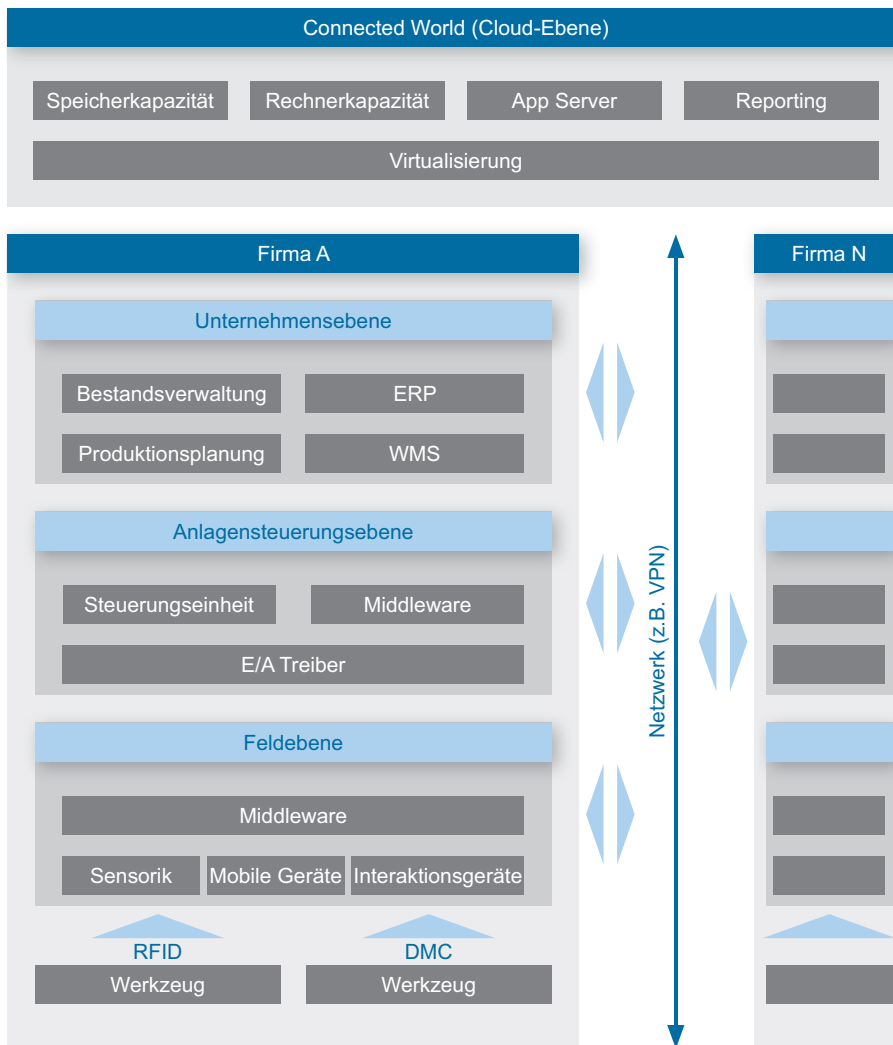 Connected World (Cloud-Ebene)
Speicherkapazität
Rechnerkapazität
App Server
Reporting
Virtualisierung
Firma A
Firma N
Unternehmensebene
Bestandsverwaltung
ERP
Produktionsplanung
WMS
Anlagensteuerungsebene
Steuerungseinheit
Middleware
E/A Treiber
Feldebene
Middleware
Sensorik
Mobile Geräte
Interaktionsgeräte
RFID
DMC
Werkzeug
Werkzeug
Netzwerk (z.B. VPN)